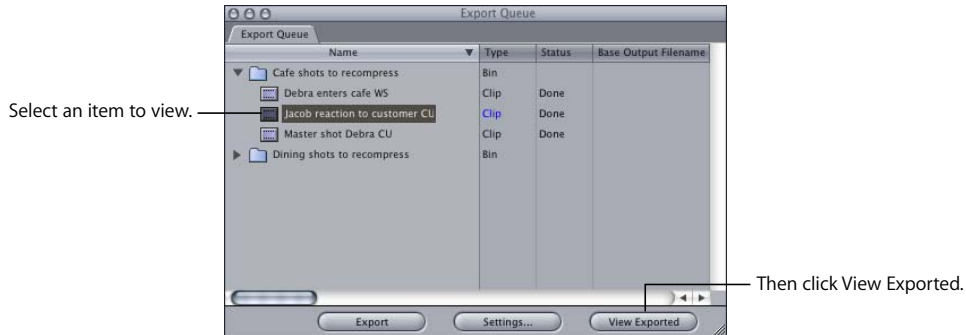 Export Queue
Export Queue
Name Type Status Base Output Filename
Cafe shots to recompress Bin
Debra enters cafe WS Clip Done
Select an item to view.
Jacob reaction to customer CU Clip Done
Master shot Debra CU Clip Done
Dining shots to recompress Bin
Then click View Exported.
Export Settings... View Exported